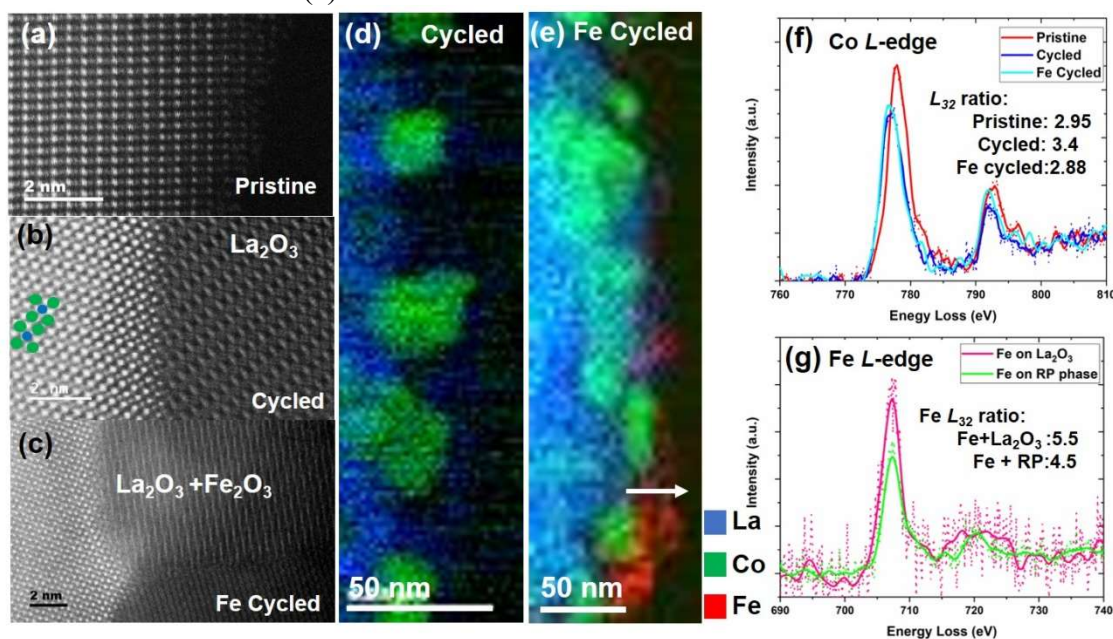 (a)
2 nm
Pristine
(b)
La₂O₃
2 nm
Cycled
(c)
La₂O₃ +Fe₂O₃
2 nm
Fe Cycled
(d) Cycled
50 nm
(e) Fe Cycled
50 nm
La
Co
Fe
(f) Co L-edge
Pristine
Cycled
Fe Cycled
L₃₂ ratio:
Pristine: 2.95
Cycled: 3.4
Fe cycled:2.88
Intensity (a.u.)
760 770 780 790 800 810
Enegy Loss (eV)
(g) Fe L-edge
Fe on La₂O₃
Fe on RP phase
Fe L₃₂ ratio:
Fe+La₂O₃ :5.5
Fe + RP:4.5
Intensity (a.u.)
690 700 710 720 730 740
Energy Loss (eV)